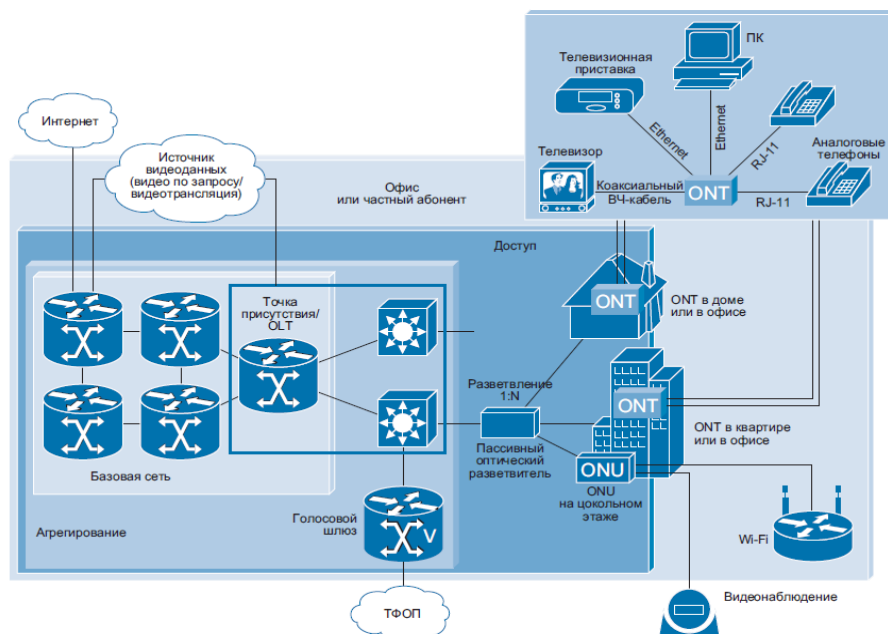 ПК
Телевизионная
приставка
Ethernet
Ethernet
RJ-11
Аналоговые
телефоны
Телевизор
Коаксиальный
ВЧ-кабель
ONT
RJ-11
Интернет
Источник
видеоданных
(видео по запросу/
видеотрансляция)
Офис
или частный абонент
Доступ
Точка
присутствия/
OLT
ONT
ONT в доме
или в офисе
Разветвление
1:N
ONT
ONT в квартире
или в офисе
Пассивный
оптический
разветвитель
ONU
ONU
на цокольном
этаже
Базовая сеть
Агрегирование
Голосовой
шлюз
V
Wi-Fi
ТФОП
Видеонаблюдение